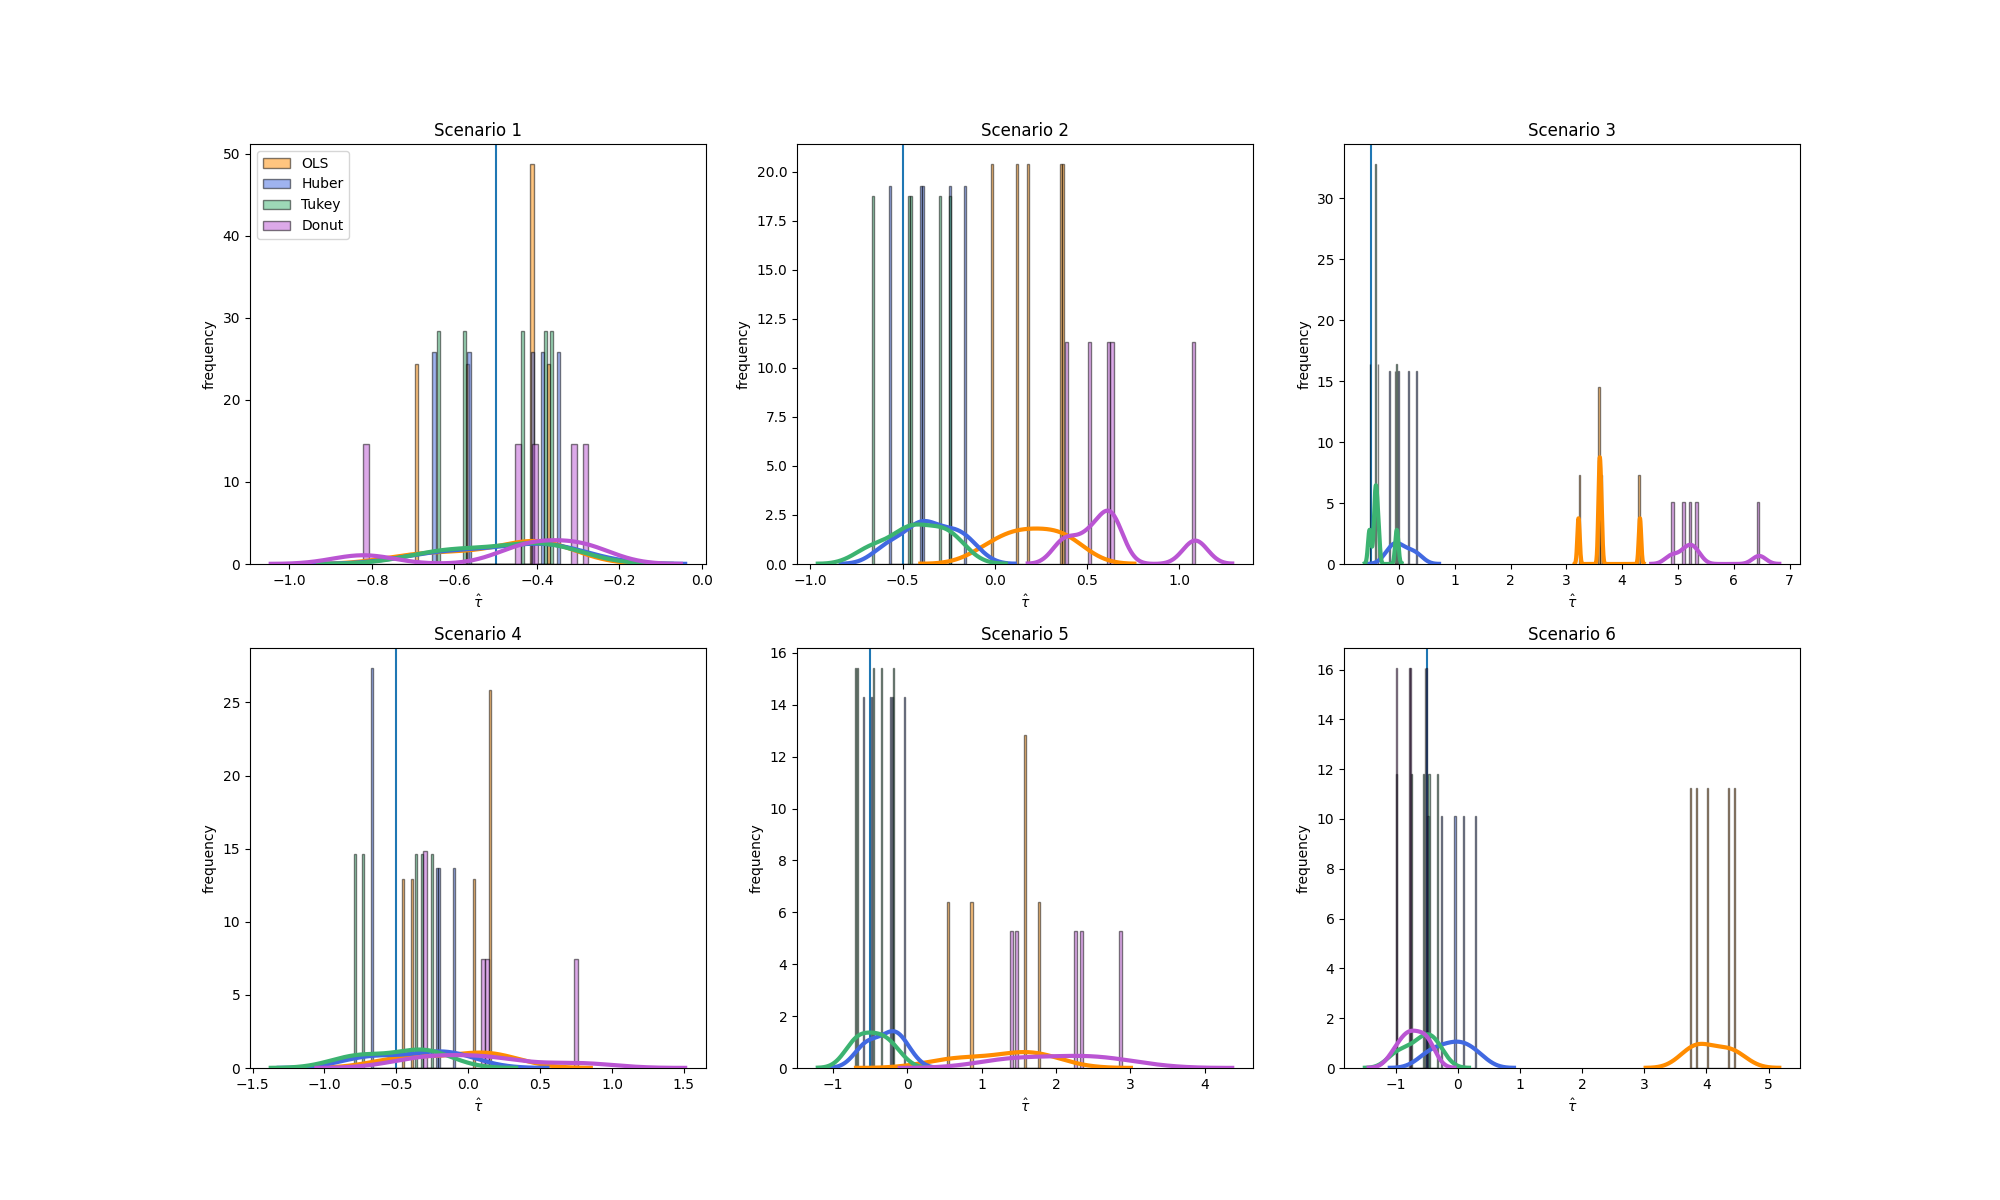 Scenario 1
50
40
30
20
10
0
frequency
OLS
Huber
Tukey
Donut
−1.0 −0.8 −0.6 −0.4 −0.2 0.0
τ̂
Scenario 2
20.0
17.5
15.0
12.5
10.0
7.5
5.0
2.5
0.0
frequency
−1.0 −0.5 0.0 0.5 1.0
τ̂
Scenario 3
30
25
20
15
10
5
0
frequency
0 1 2 3 4 5 6 7
τ̂
Scenario 4
25
20
15
10
5
0
frequency
−1.5 −1.0 −0.5 0.0 0.5 1.0 1.5
τ̂
Scenario 5
16
14
12
10
8
6
4
2
0
frequency
−1 0 1 2 3 4
τ̂
Scenario 6
16
14
12
10
8
6
4
2
0
frequency
−1 0 1 2 3 4 5
τ̂